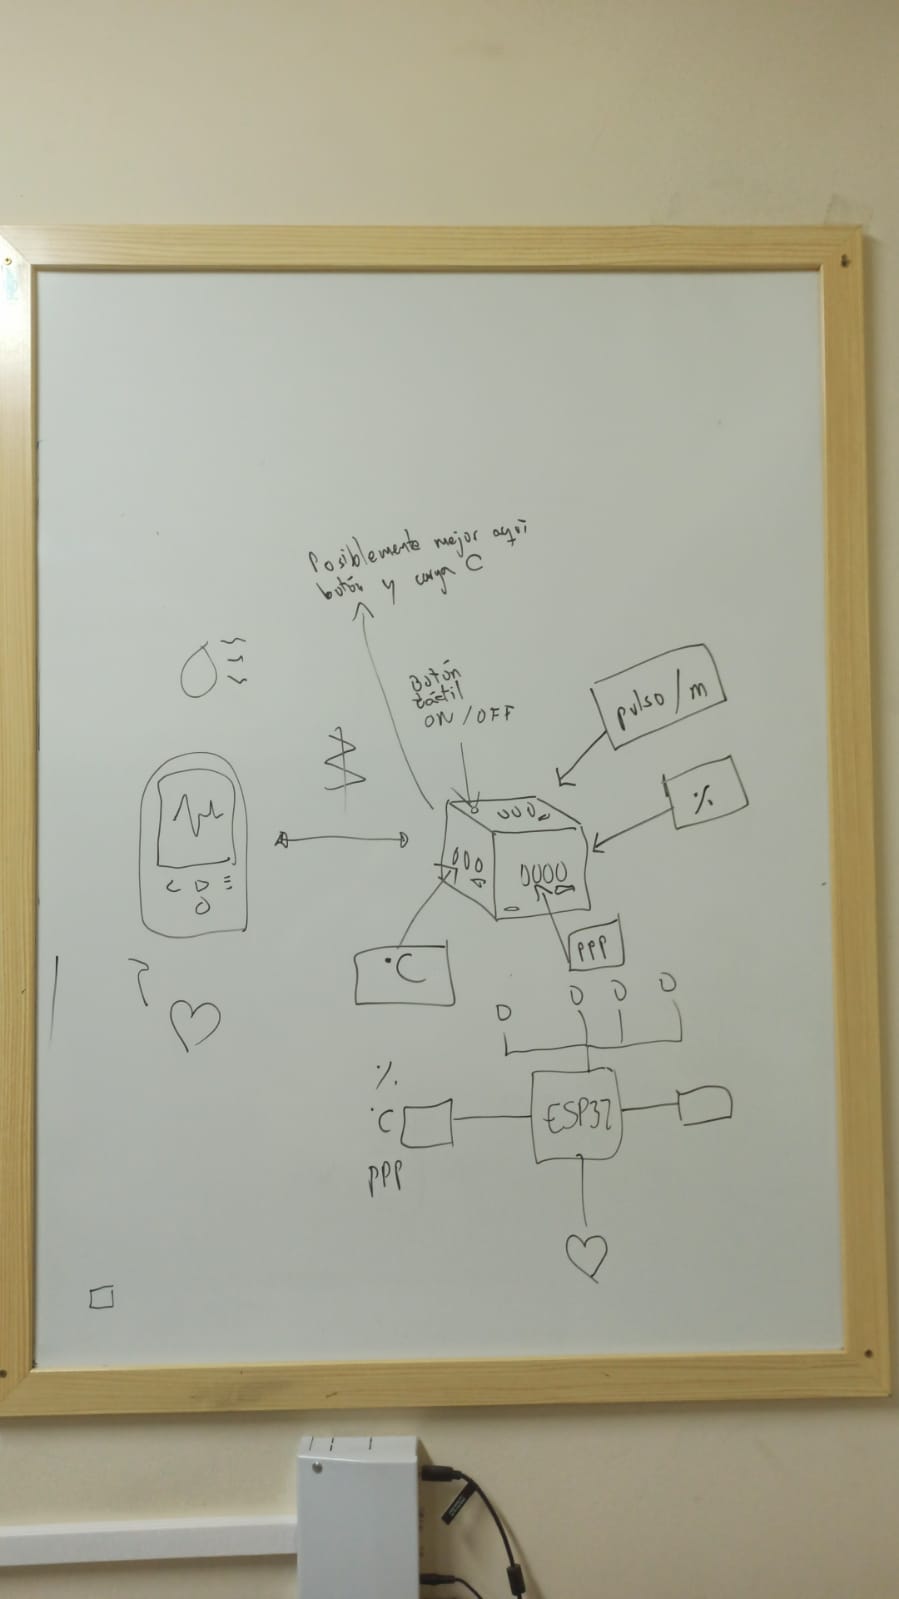 Posiblemente mejor aquí
botón y carga C
Botón
táctil
ON/OFF
pulso/m
%
°C
PPP
%
°C
PPP
ESP32